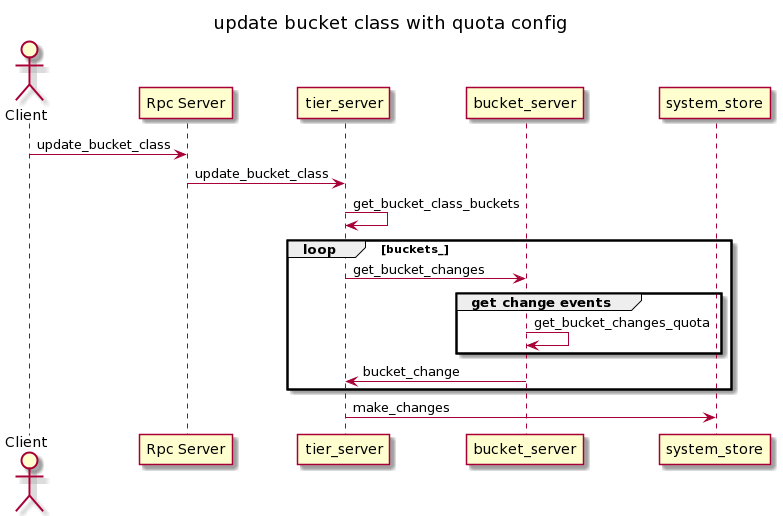 update bucket class with quota config
Client
Rpc Server
tier_server
bucket_server
system_store
update_bucket_class
update_bucket_class
get_bucket_class_buckets
loop [buckets_]
get_bucket_changes
get change events
get_bucket_changes_quota
bucket_change
make_changes
Client
Rpc Server
tier_server
bucket_server
system_store